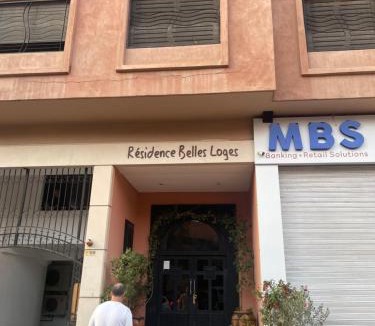 Résidence Belles Loges
MBS
Banking - Retail Solutions